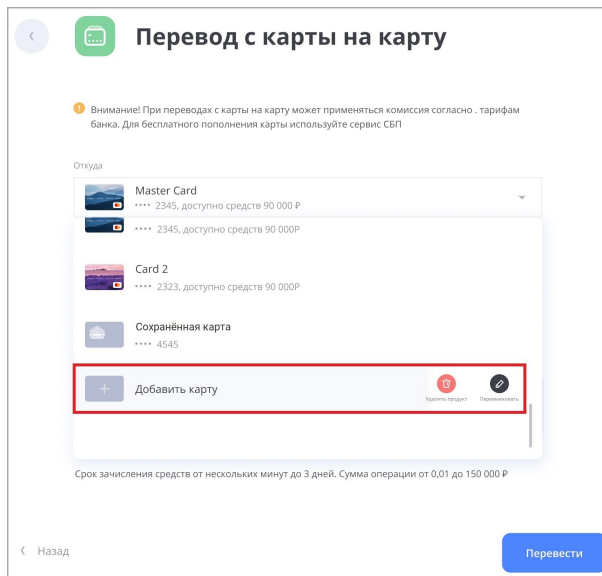 Перевод с карты на карту
Внимание! При переводах с карты на карту может применяться комиссия согласно . тарифам
банка. Для бесплатного пополнения карты используйте сервис СБП
Откуда
Master Card
•••• 2345, доступно средств 90 000 ₽
•••• 2345, доступно средств 90 000Р
Card 2
•••• 2323, доступно средств 90 000Р
Сохранённая карта
•••• 4545
Добавить карту
Удалить продукт
Переименовать
Срок зачисления средств от нескольких минут до 3 дней. Сумма операции от 0,01 до 150 000 ₽
Назад
Перевести